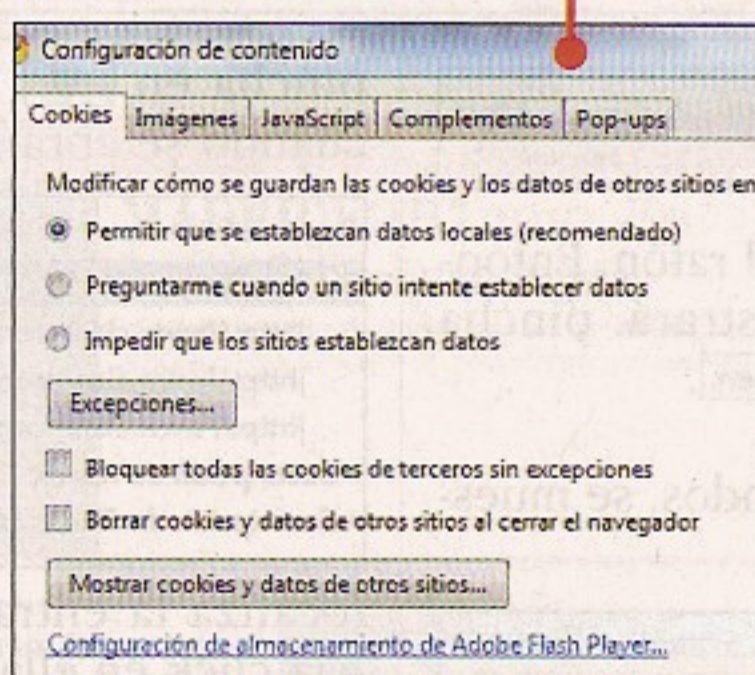 Configuración de contenido
Cookies Imágenes JavaScript Complementos Pop-ups
Modificar cómo se guardan las cookies y los datos de otros sitios en
Permitir que se establezcan datos locales (recomendado)
Preguntarme cuando un sitio intente establecer datos
Impedir que los sitios establezcan datos
Excepciones...
Bloquear todas las cookies de terceros sin excepciones
Borrar cookies y datos de otros sitios al cerrar el navegador
Mostrar cookies y datos de otros sitios...
Configuración de almacenamiento de Adobe Flash Player...